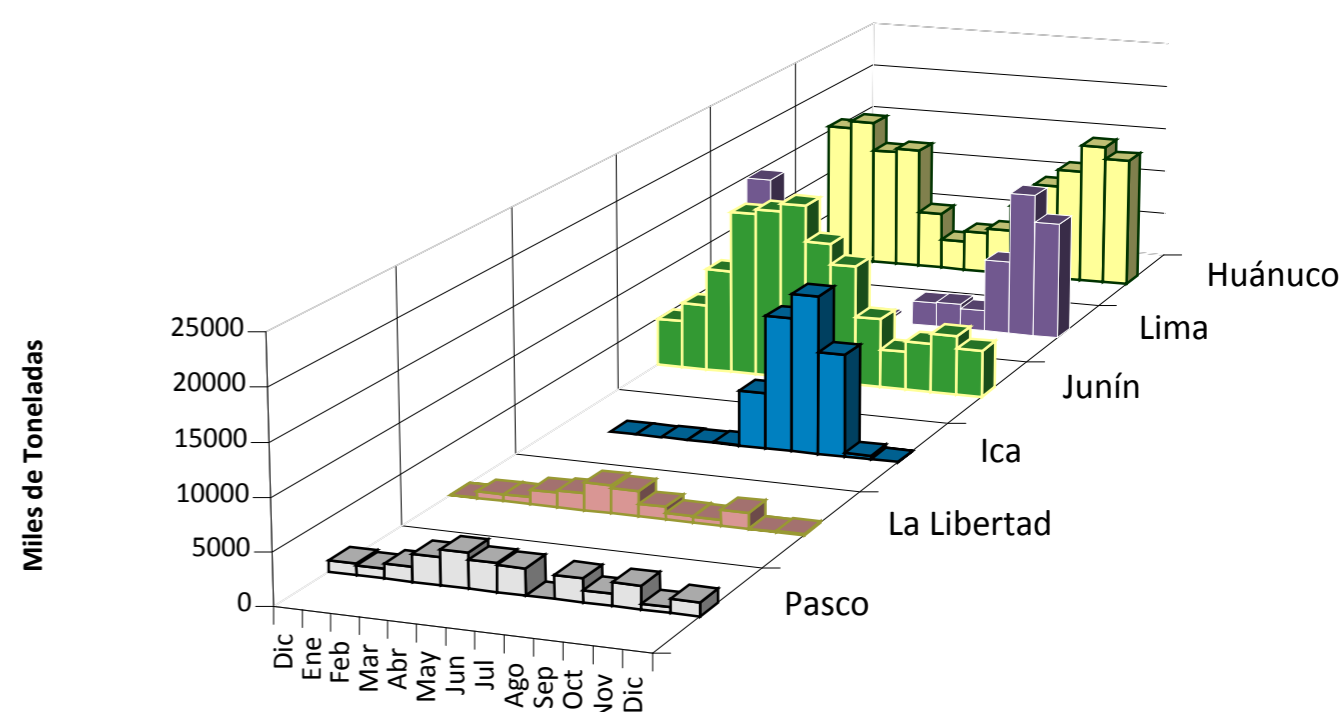 Miles de Toneladas
25000
20000
15000
10000
5000
0
Dic
Ene
Feb
Mar
Abr
May
Jun
Jul
Ago
Sep
Oct
Nov
Dic
Huánuco
Lima
Junín
Ica
La Libertad
Pasco